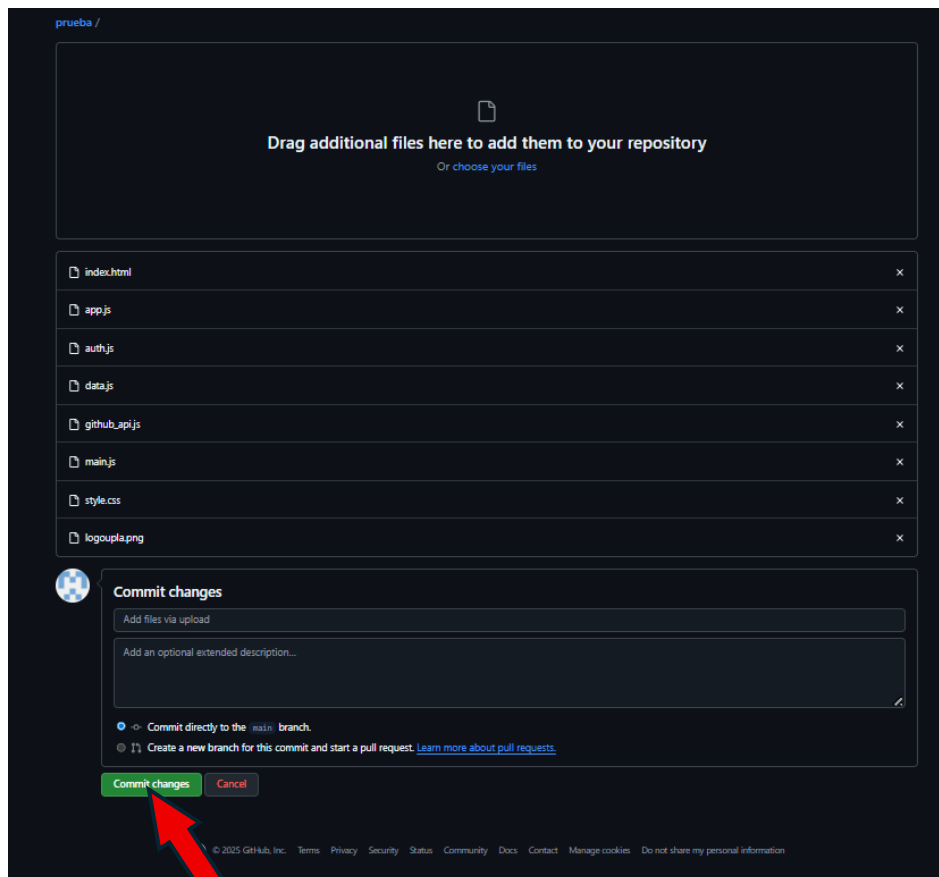 prueba /
Drag additional files here to add them to your repository
Or choose your files
index.html
app.js
auth.js
data.js
github_api.js
main.js
style.css
logoupla.png
Commit changes
Add files via upload
Add an optional extended description...
Commit directly to the main branch.
Create a new branch for this commit and start a pull request. Learn more about pull requests.
Commit changes Cancel
© 2025 GitHub, Inc. Terms Privacy Security Status Community Docs Contact Manage cookies Do not share my personal information